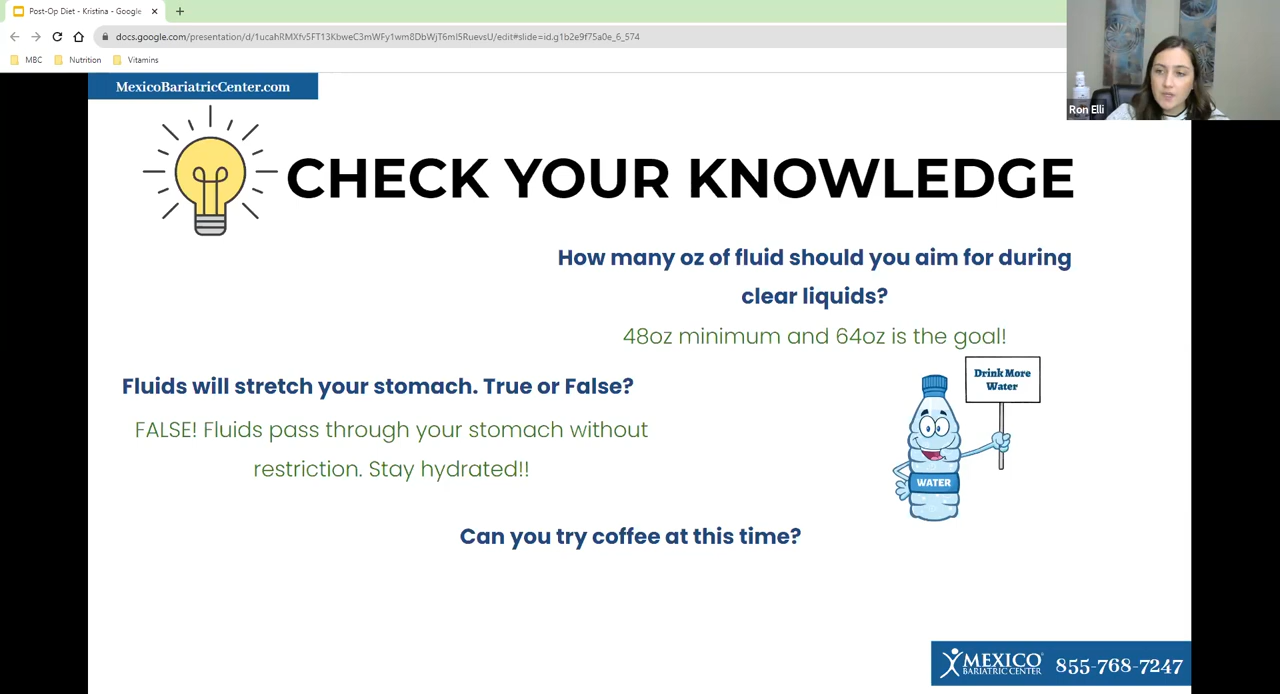 Post-Op Diet - Kristina - Google
docs.google.com/presentation/d/1ucahRMXfv5FT13KbweC3mWFy1wm8DbWjT6ml5RuevsU/edit#slide=id.g1b2e9f75a0e_6_574
MBC Nutrition Vitamins
Ron Elli
MexicoBariatricCenter.com
CHECK YOUR KNOWLEDGE
How many oz of fluid should you aim for during
clear liquids?
48oz minimum and 64oz is the goal!
Drink More
Water
Fluids will stretch your stomach. True or False?
FALSE! Fluids pass through your stomach without
restriction. Stay hydrated!!
WATER
Can you try coffee at this time?
MEXICO
BARIATRIC CENTER
855-768-7247